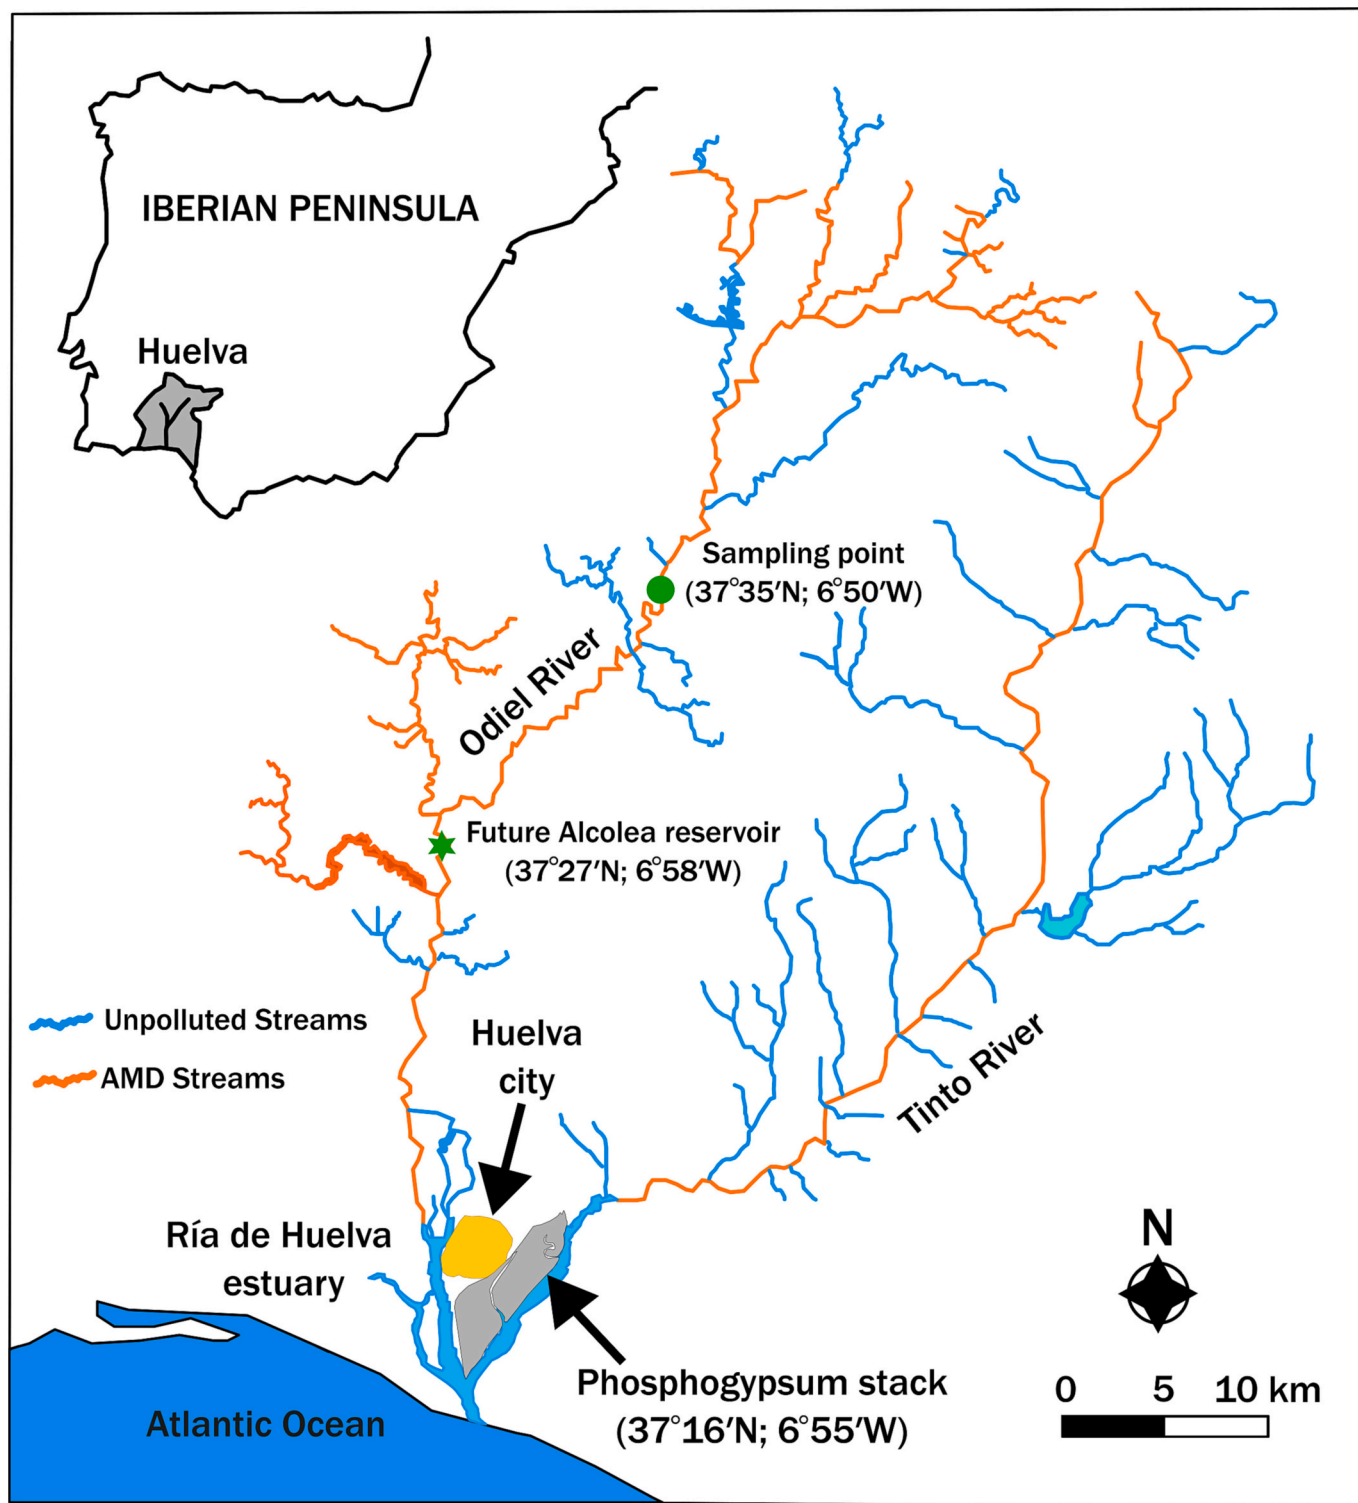 IBERIAN PENINSULA
Huelva
Sampling point
(37°35′N; 6°50′W)
Odiel River
Future Alcolea reservoir
(37°27′N; 6°58′W)
Unpolluted Streams
AMD Streams
Huelva
city
Tinto River
Ría de Huelva
estuary
N
Phosphogypsum stack
(37°16′N; 6°55′W)
0 5 10 km
Atlantic Ocean